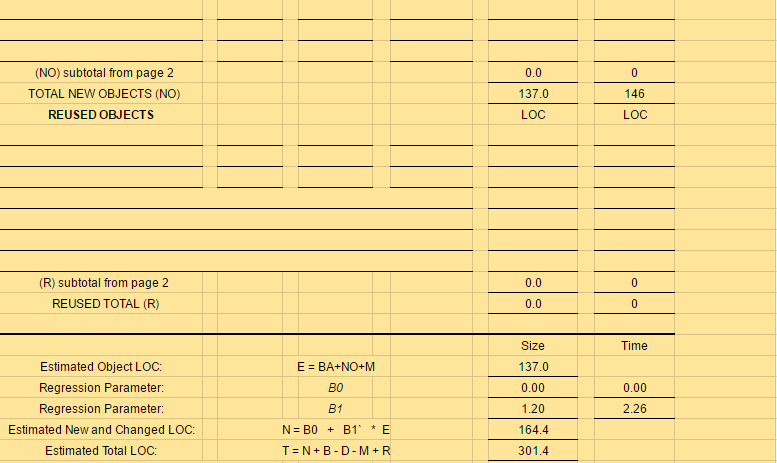 (NO) subtotal from page 2 0.0 0
TOTAL NEW OBJECTS (NO) 137.0 146
REUSED OBJECTS LOC LOC
(R) subtotal from page 2 0.0 0
REUSED TOTAL (R) 0.0 0
Size Time
Estimated Object LOC: E = BA+NO+M 137.0
Regression Parameter: B0 0.00 0.00
Regression Parameter: B1 1.20 2.26
Estimated New and Changed LOC: N = B0 + B1` * E 164.4
Estimated Total LOC: T = N + B - D - M + R 301.4